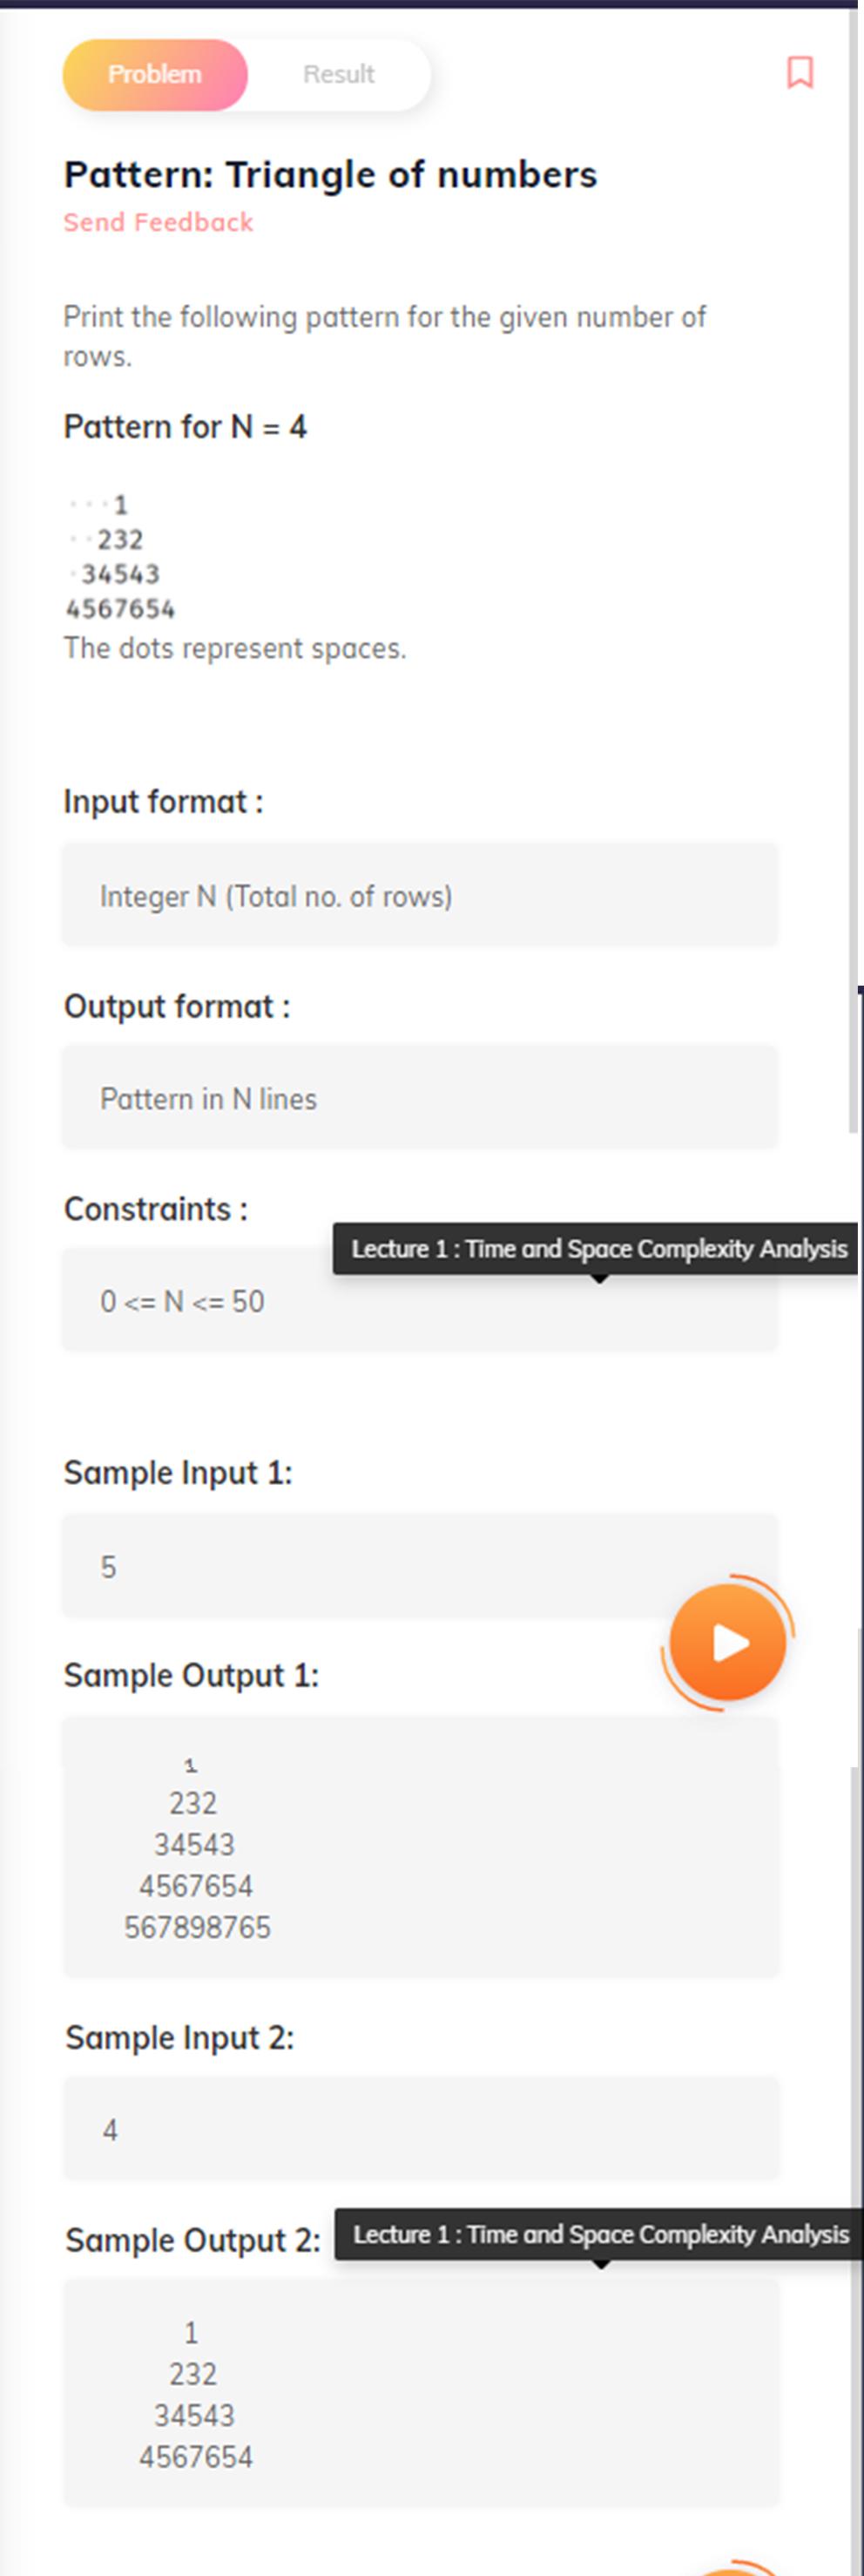 Problem
Result
Pattern: Triangle of numbers
Send Feedback
Print the following pattern for the given number of
rows.
Pattern for N = 4
···1
··232
·34543
4567654
The dots represent spaces.
Input format :
Integer N (Total no. of rows)
Output format :
Pattern in N lines
Constraints :
Lecture 1 : Time and Space Complexity Analysis
0 <= N <= 50
Sample Input 1:
5
Sample Output 1:
1
232
34543
4567654
567898765
Sample Input 2:
4
Sample Output 2:
Lecture 1 : Time and Space Complexity Analysis
1
232
34543
4567654